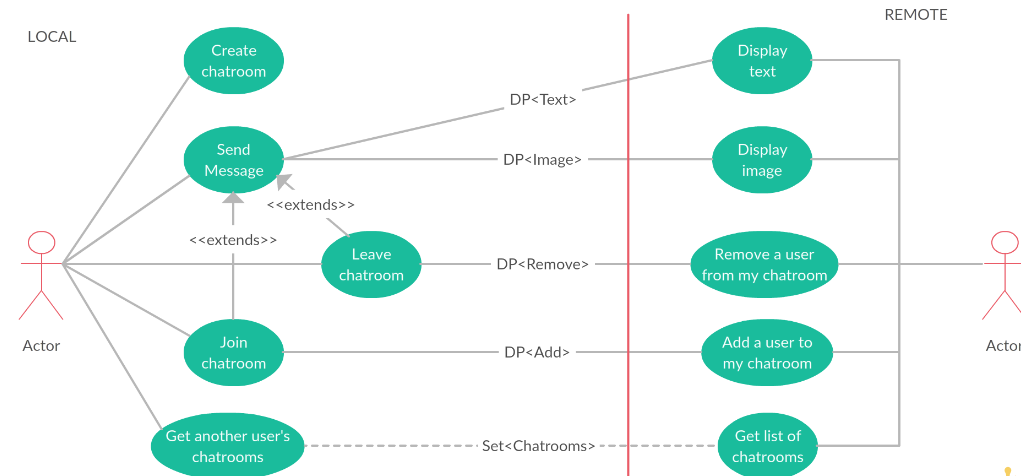 REMOTE
LOCAL
Create
chatroom
Display
text
DP<Text>
Send
Message
DP<Image>
Display
image
<<extends>>
<<extends>>
Leave
chatroom
DP<Remove>
Remove a user
from my chatroom
Actor
Actor
Join
chatroom
DP<Add>
Add a user to
my chatroom
Get another user's
chatrooms
Set<Chatrooms>
Get list of
chatrooms